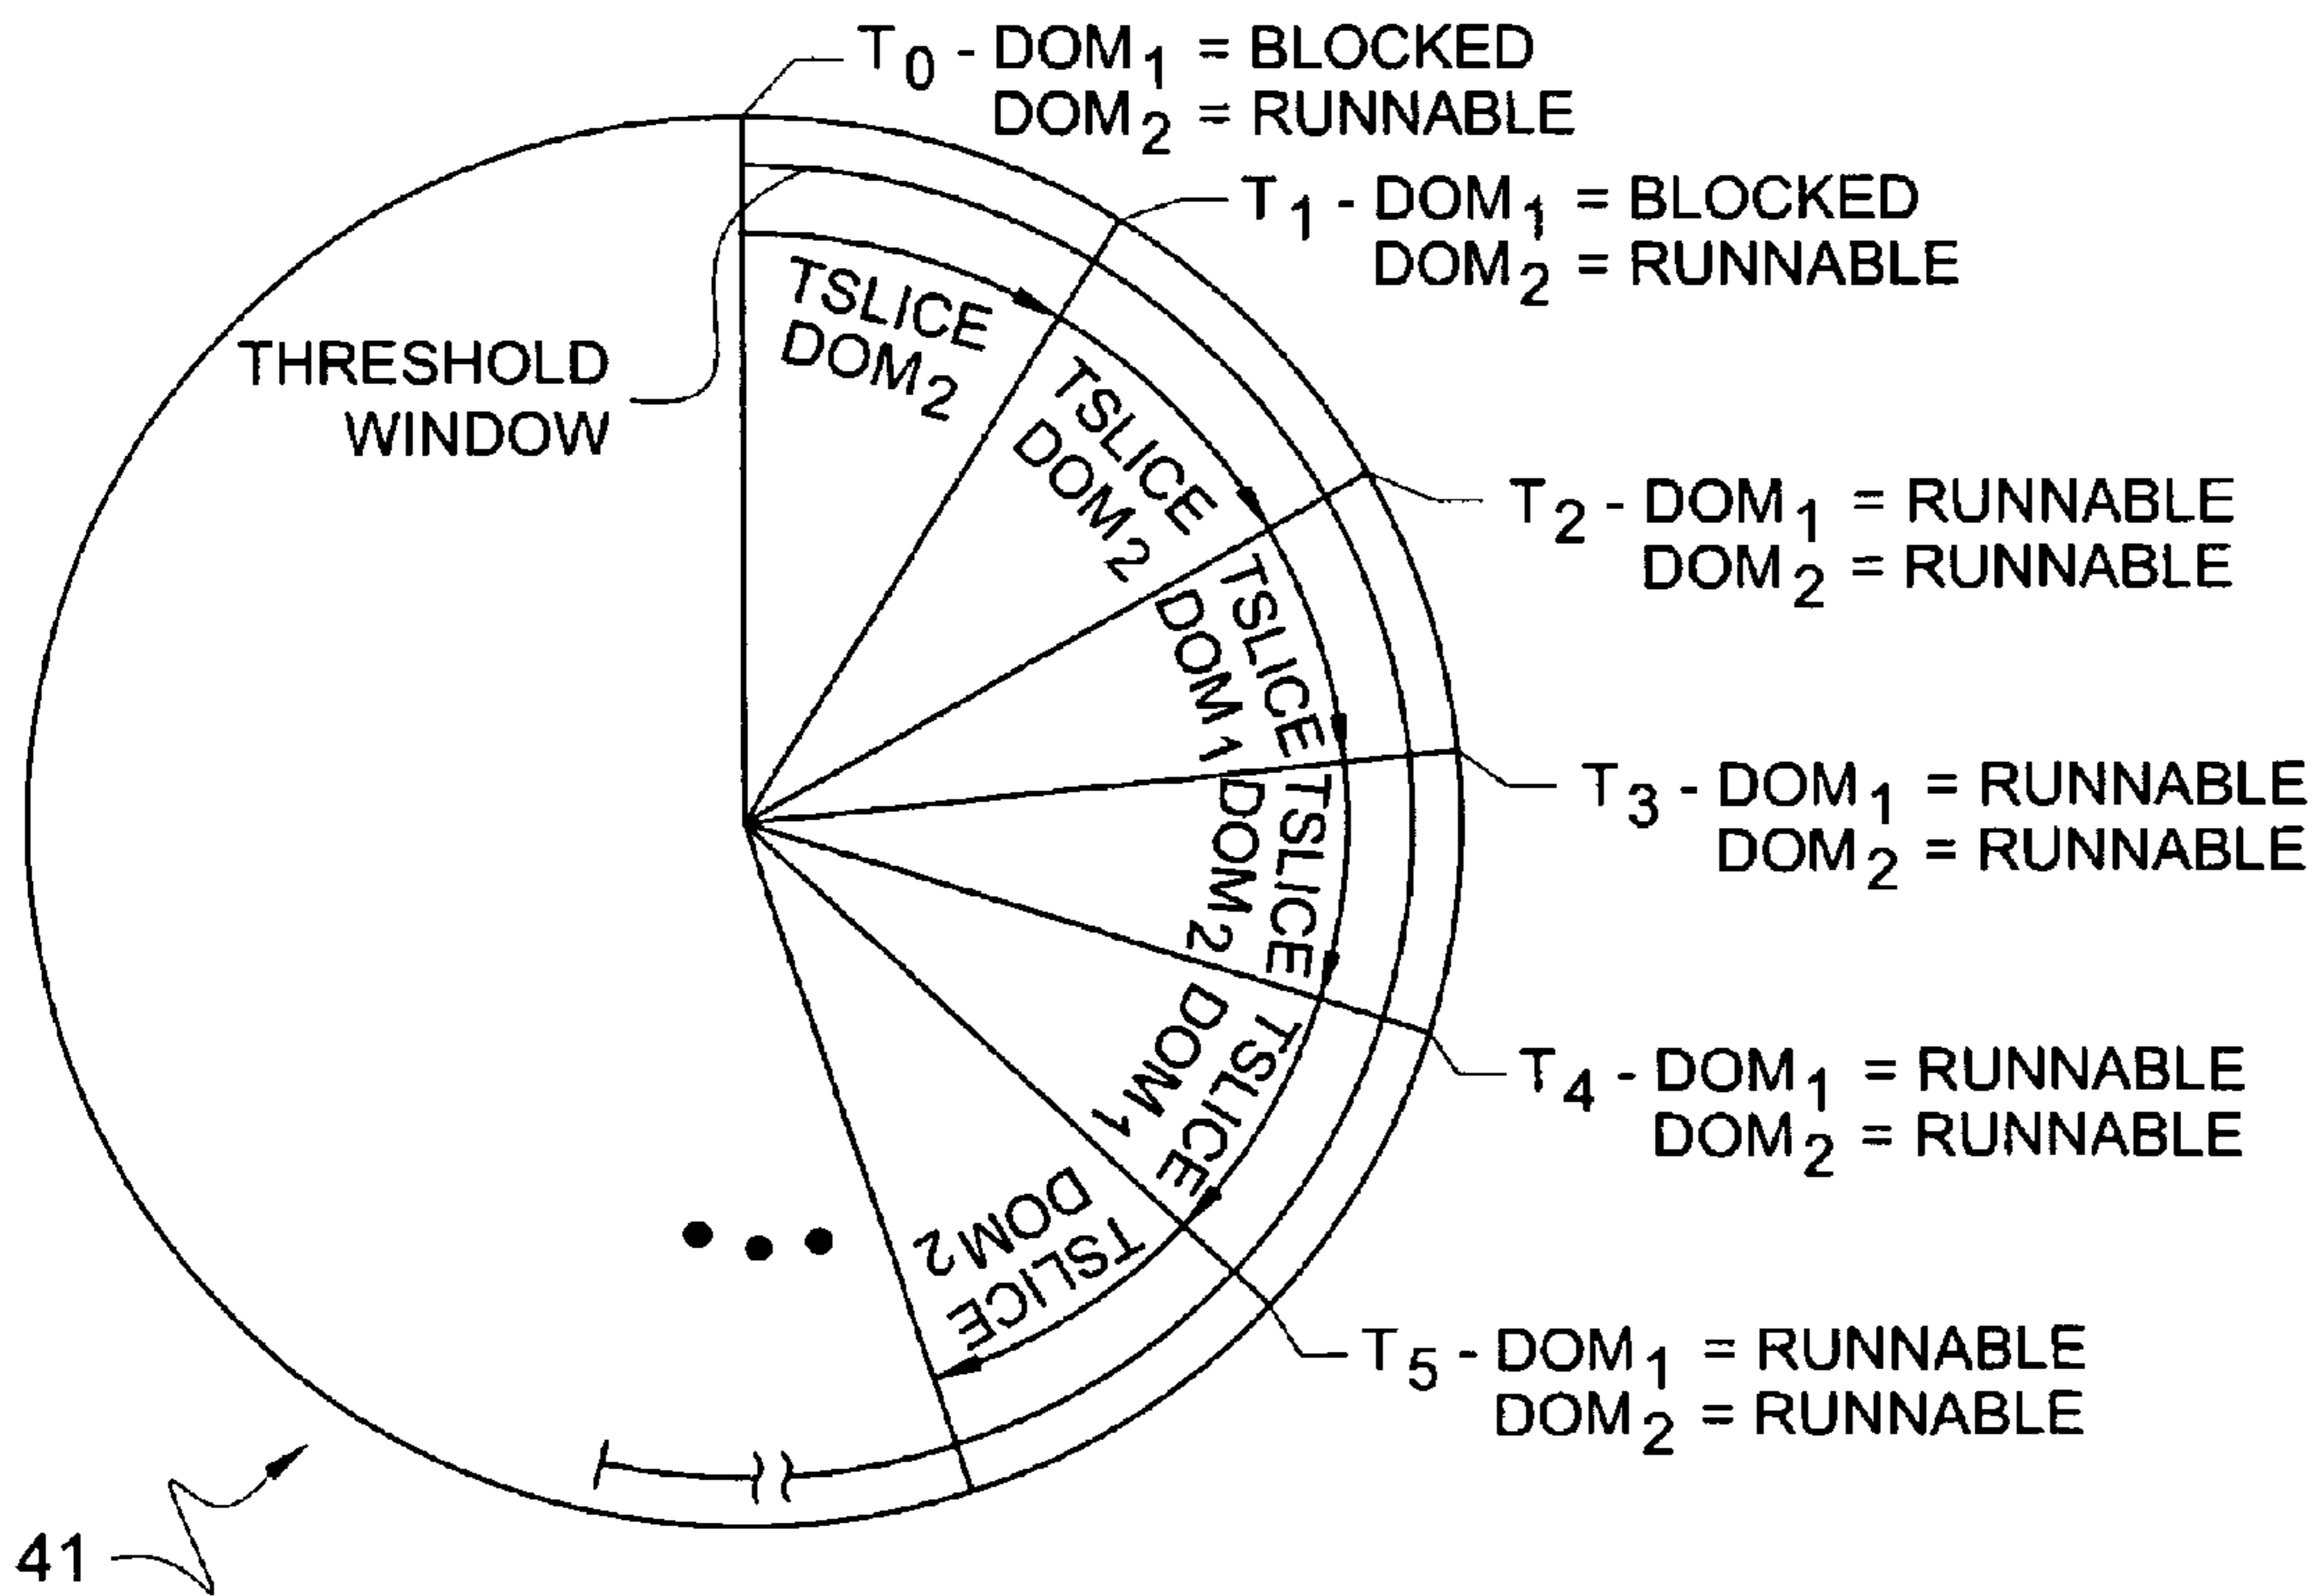 T0 - DOM1 = BLOCKED
DOM2 = RUNNABLE
T1 - DOM1 = BLOCKED
DOM2 = RUNNABLE
THRESHOLD
WINDOW
TSLICE
DOM2
TSLICE
DOM2
T2 - DOM1 = RUNNABLE
DOM2 = RUNNABLE
TSLICE
DOM1
T3 - DOM1 = RUNNABLE
DOM2 = RUNNABLE
TSLICE
DOM2
T4 - DOM1 = RUNNABLE
DOM2 = RUNNABLE
TSLICE
DOM1
TSLICE
DOM2
T5 - DOM1 = RUNNABLE
DOM2 = RUNNABLE
41